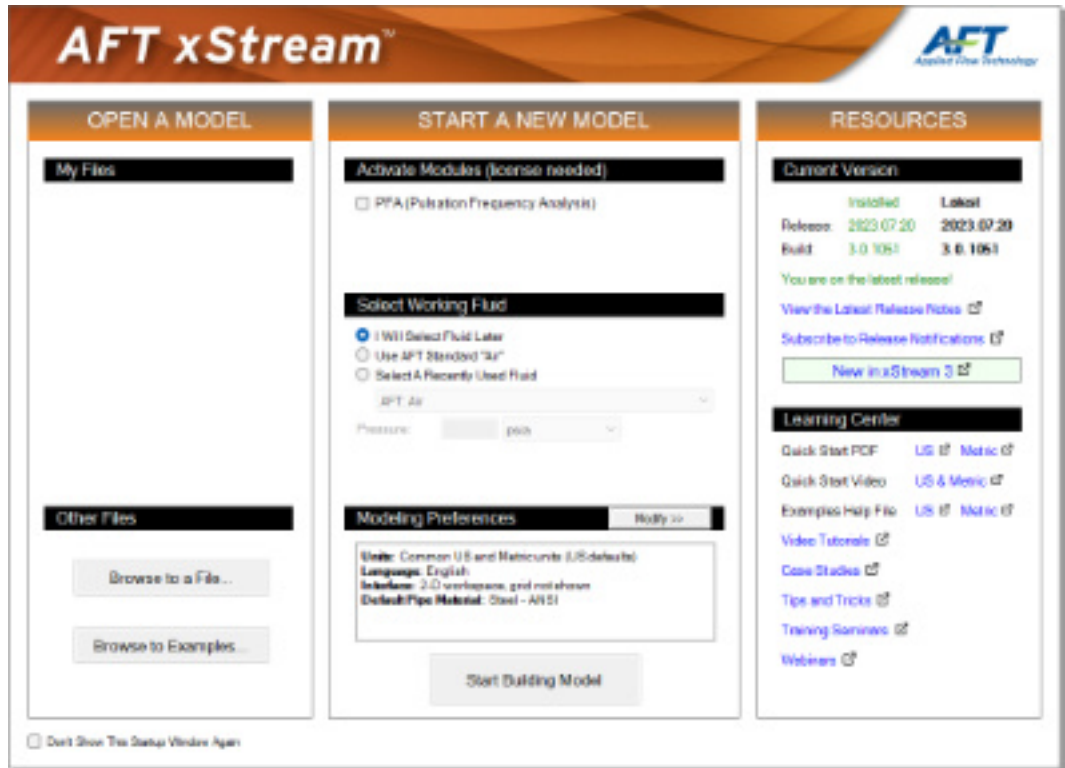 AFT xStream™
AFT
Applied Flow Technology
OPEN A MODEL
My Files
Other Files
Browse to a File...
Browse to Examples...
START A NEW MODEL
Activate Modules (license needed)
PFA (Pulsation Frequency Analysis)
Select Working Fluid
I Will Select Fluid Later
Use AFT Standard "Air"
Select A Recently Used Fluid
AFT Air
Pressure: psia
Modeling Preferences Modify >>
Units: Common US and Metric units (US defaults)
Language: English
Interface: 2-D workspace, grid not shown
Default Pipe Material: Steel - ANSI
Start Building Model
RESOURCES
Current Version
Installed Latest
Release: 2023.07.20 2023.07.20
Build: 3.0.1051 3.0.1051
You are on the latest release!
View the Latest Release Notes
Subscribe to Release Notifications
New in xStream 3
Learning Center
Quick Start PDF US Metric
Quick Start Video US & Metric
Examples Help File US Metric
Video Tutorials
Case Studies
Tips and Tricks
Training Seminars
Webinars
Don't Show This Startup Window Again